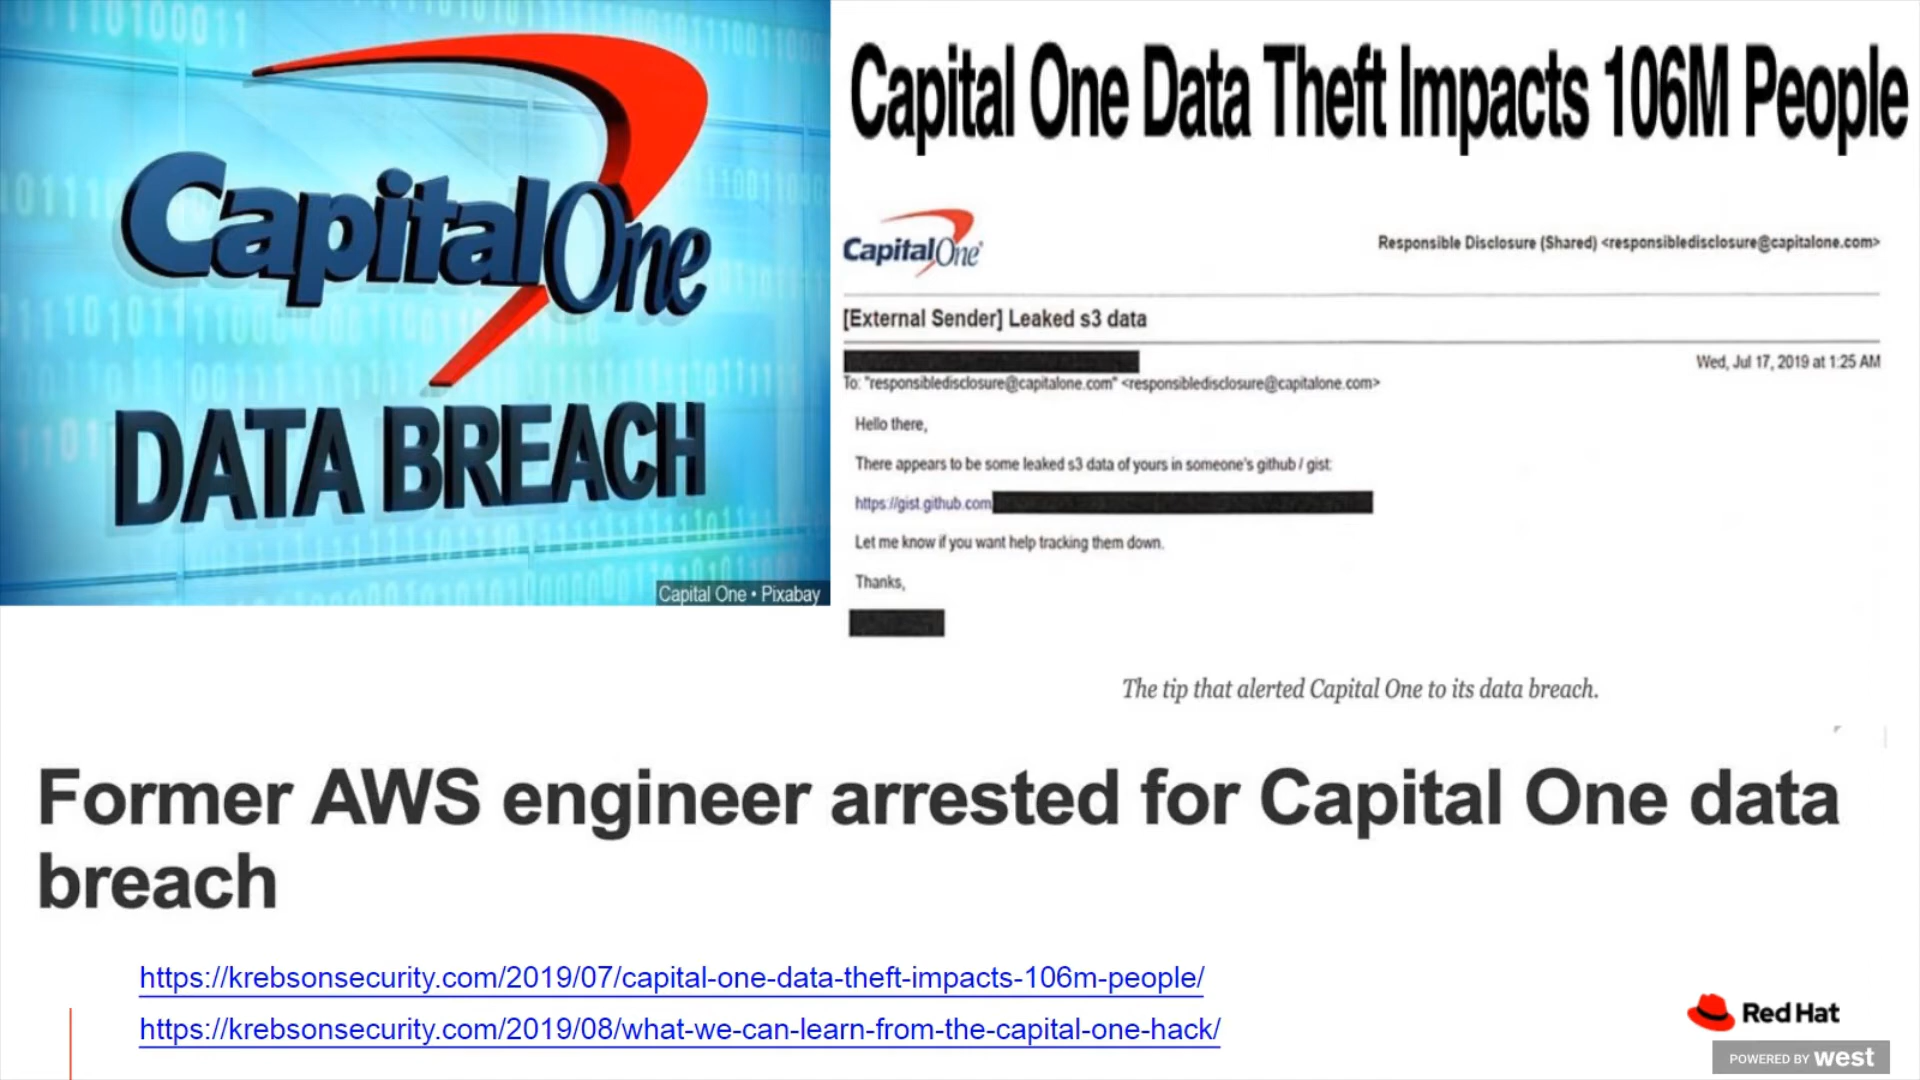 CapitalOne
DATA BREACH
Capital One • Pixabay
Capital One Data Theft Impacts 106M People
CapitalOne
Responsible Disclosure (Shared) <responsibledisclosure@capitalone.com>
[External Sender] Leaked s3 data
Wed, Jul 17, 2019 at 1:25 AM
To: "responsibledisclosure@capitalone.com" <responsibledisclosure@capitalone.com>
Hello there,
There appears to be some leaked s3 data of yours in someone's github / gist:
https://gist.github.com
Let me know if you want help tracking them down.
Thanks,
The tip that alerted Capital One to its data breach.
Former AWS engineer arrested for Capital One data
breach
https://krebsonsecurity.com/2019/07/capital-one-data-theft-impacts-106m-people/
https://krebsonsecurity.com/2019/08/what-we-can-learn-from-the-capital-one-hack/
Red Hat
POWERED BY west